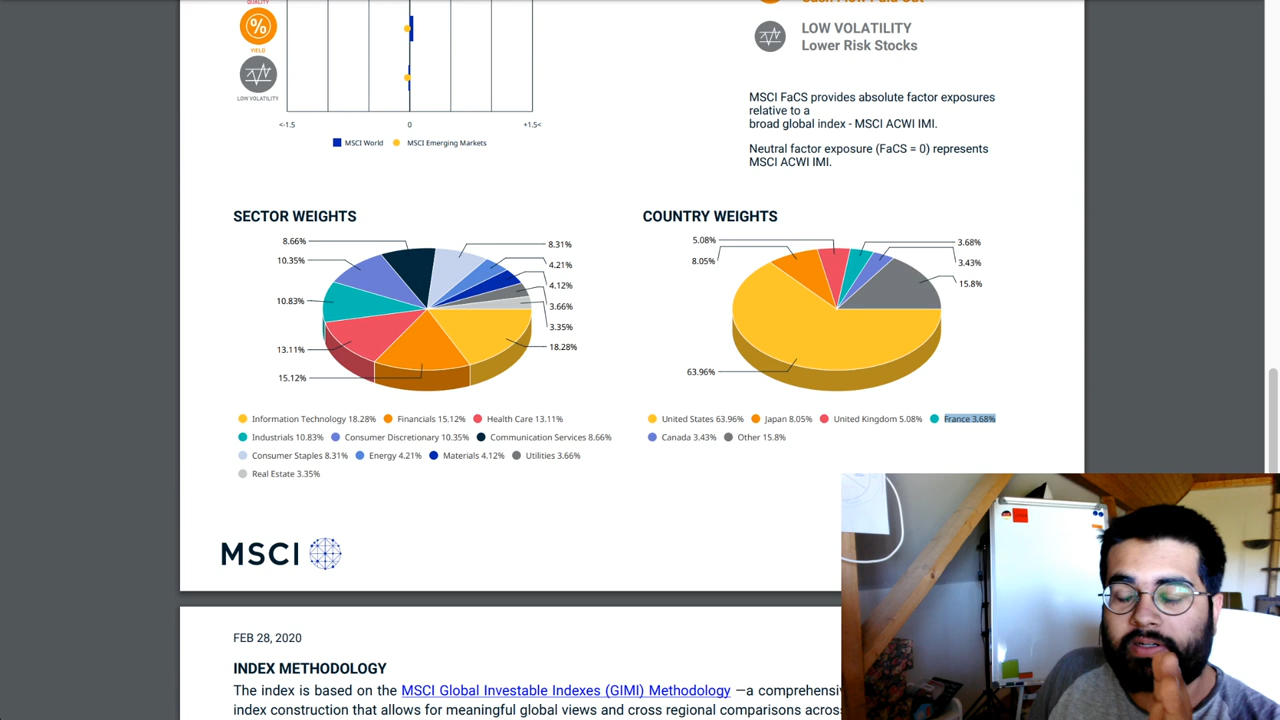 QUALITY
YIELD
LOW VOLATILITY
<-1.5
0
+1.5<
MSCI World
MSCI Emerging Markets
Cash Flow Paid Out
LOW VOLATILITY
Lower Risk Stocks
MSCI FaCS provides absolute factor exposures
relative to a
broad global index - MSCI ACWI IMI.
Neutral factor exposure (FaCS = 0) represents
MSCI ACWI IMI.
SECTOR WEIGHTS
8.66%
10.35%
10.83%
13.11%
15.12%
8.31%
4.21%
4.12%
3.66%
3.35%
18.28%
Information Technology 18.28% Financials 15.12% Health Care 13.11%
Industrials 10.83% Consumer Discretionary 10.35% Communication Services 8.66%
Consumer Staples 8.31% Energy 4.21% Materials 4.12% Utilities 3.66%
Real Estate 3.35%
COUNTRY WEIGHTS
5.08%
8.05%
63.96%
3.68%
3.43%
15.8%
United States 63.96% Japan 8.05% United Kingdom 5.08% France 3.68%
Canada 3.43% Other 15.8%
MSCI
FEB 28, 2020
INDEX METHODOLOGY
The index is based on the MSCI Global Investable Indexes (GIMI) Methodology —a comprehensi
index construction that allows for meaningful global views and cross regional comparisons acros